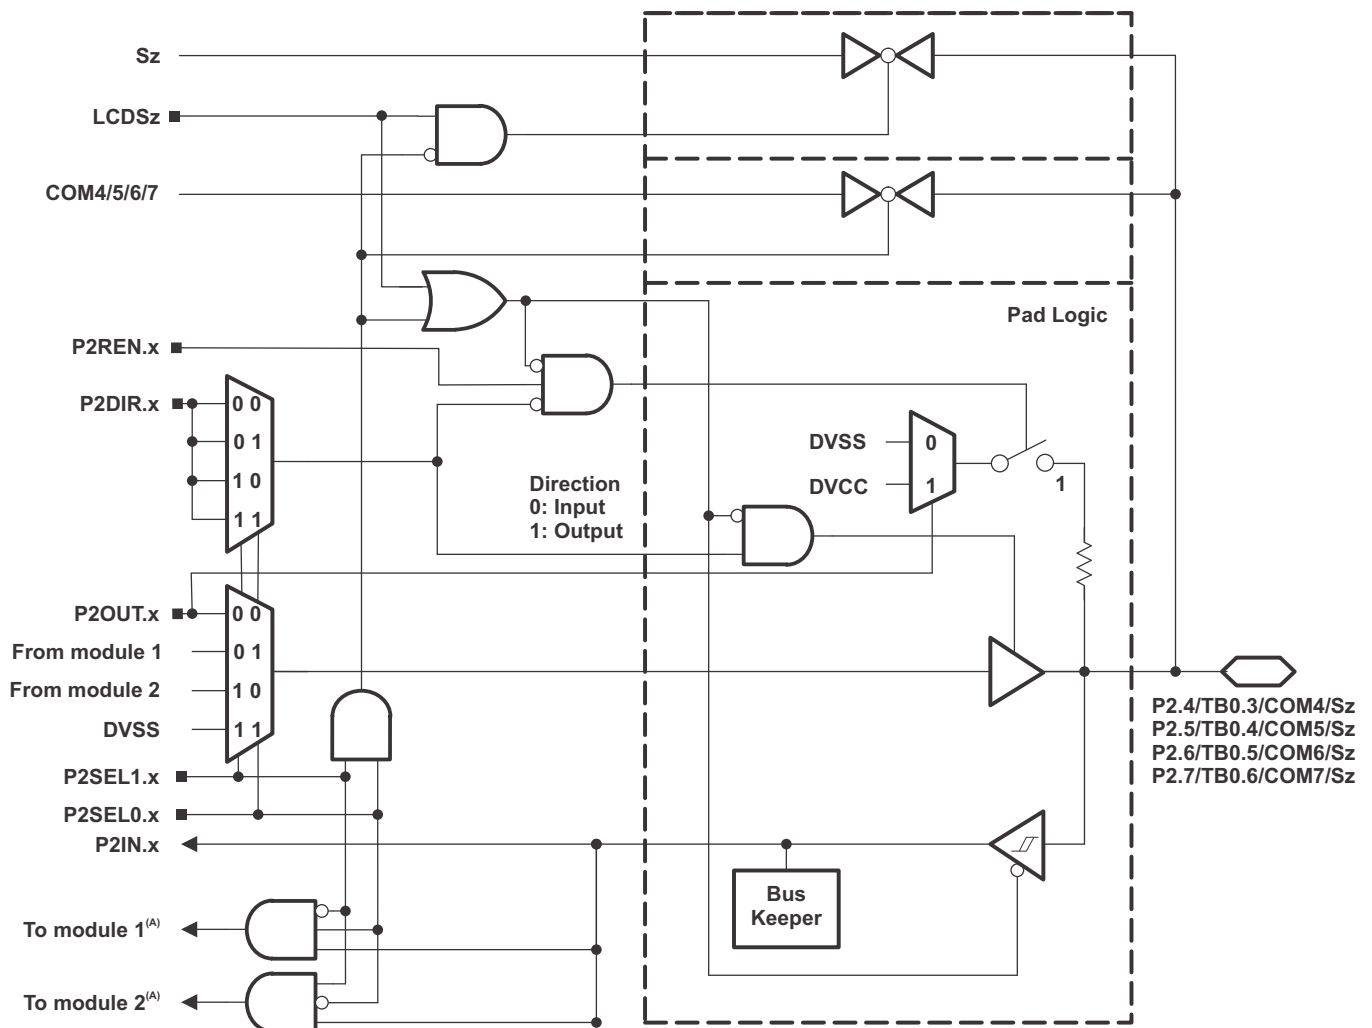 Sz
LCDSz
COM4/5/6/7
Pad Logic
P2REN.x
P2DIR.x
0 0
0 1
1 0
1 1
DVSS
0
DVCC
1
1
Direction
0: Input
1: Output
P2OUT.x
0 0
From module 1
0 1
From module 2
1 0
DVSS
1 1
P2.4/TB0.3/COM4/Sz
P2.5/TB0.4/COM5/Sz
P2.6/TB0.5/COM6/Sz
P2.7/TB0.6/COM7/Sz
P2SEL1.x
P2SEL0.x
P2IN.x
Bus
Keeper
To module 1(A)
To module 2(A)